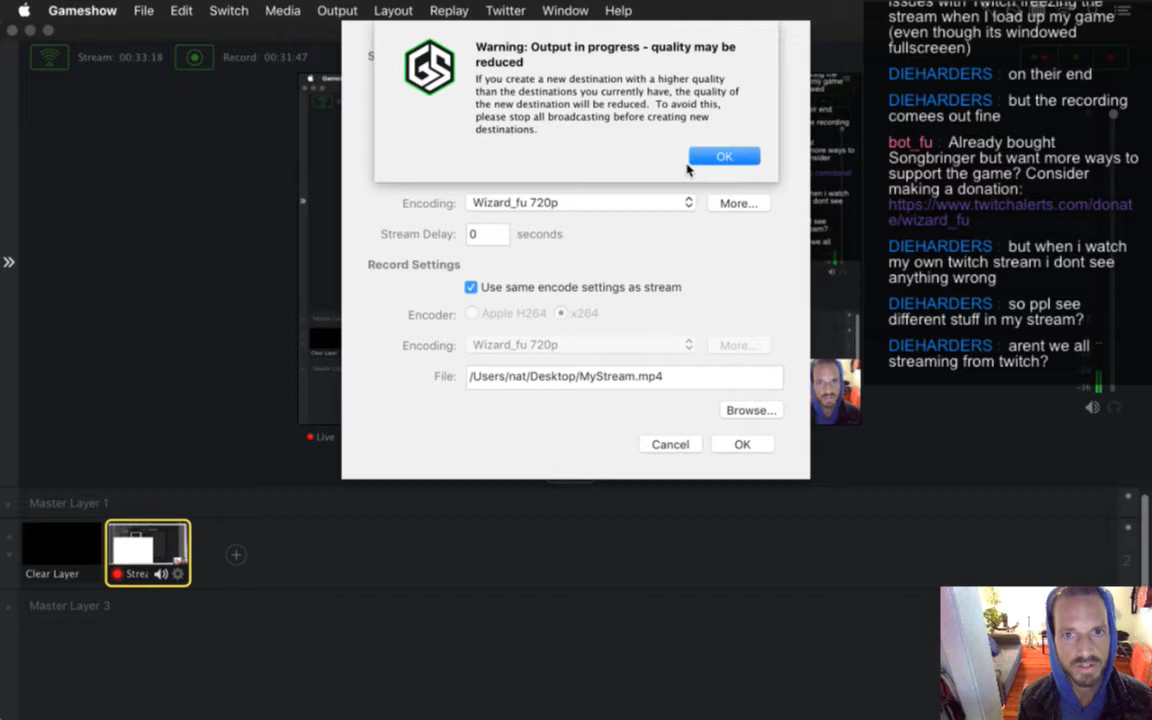 Gameshow File Edit Switch Media Output Layout Replay Twitter Window Help
Stream: 00:33:18
Record: 00:31:47
Warning: Output in progress - quality may be
reduced
If you create a new destination with a higher quality
than the destinations you currently have, the quality of
the new destination will be reduced. To avoid this,
please stop all broadcasting before creating new
destinations.
OK
Encoding: Wizard_fu 720p More...
Stream Delay: 0 seconds
Record Settings
Use same encode settings as stream
Encoder: Apple H264 x264
Encoding: Wizard_fu 720p More...
File: /Users/nat/Desktop/MyStream.mp4
Browse...
Cancel OK
Live
issues with Twitch freezing the
stream when I load up my game
(even though its windowed
fullscreeen)
DIEHARDERS on their end
DIEHARDERS but the recording
comees out fine
bot_fu Already bought
Songbringer but want more ways to
support the game? Consider
making a donation:
https://www.twitchalerts.com/donat
e/wizard_fu
DIEHARDERS but when i watch
my own twitch stream i dont see
anything wrong
DIEHARDERS so ppl see
different stuff in my stream?
DIEHARDERS arent we all
streaming from twitch?
Master Layer 1
Clear Layer
Strea
2
Master Layer 3